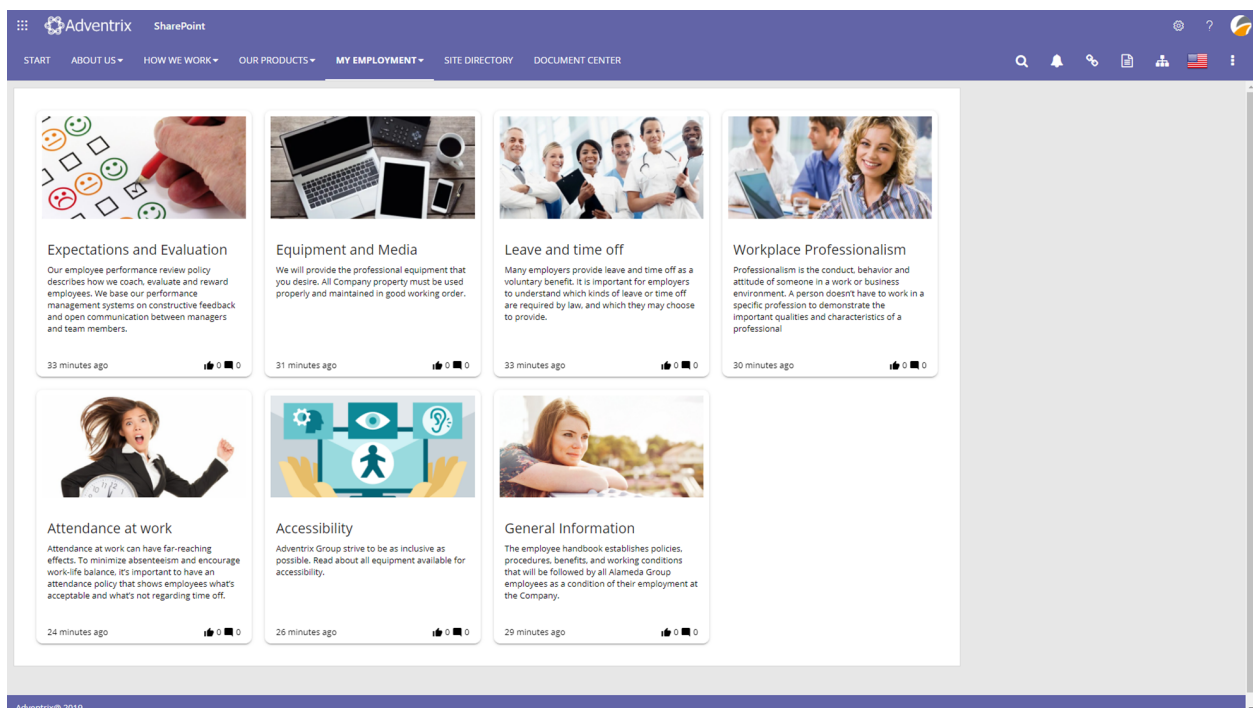 Adventrix SharePoint
?
START ABOUT US HOW WE WORK OUR PRODUCTS MY EMPLOYMENT SITE DIRECTORY DOCUMENT CENTER
Expectations and Evaluation
Our employee performance review policy
describes how we coach, evaluate and reward
employees. We base our performance
management systems on constructive feedback
and open communication between managers
and team members.
33 minutes ago 0 0
Equipment and Media
We will provide the professional equipment that
you desire. All Company property must be used
properly and maintained in good working order.
31 minutes ago 0 0
Leave and time off
Many employers provide leave and time off as a
voluntary benefit. It is important for employers
to understand which kinds of leave or time off
are required by law, and which they may choose
to provide.
33 minutes ago 0 0
Workplace Professionalism
Professionalism is the conduct, behavior and
attitude of someone in a work or business
environment. A person doesn't have to work in a
specific profession to demonstrate the
important qualities and characteristics of a
professional
30 minutes ago 0 0
Attendance at work
Attendance at work can have far-reaching
effects. To minimize absenteeism and encourage
work-life balance, it's important to have an
attendance policy that shows employees what's
acceptable and what's not regarding time off.
24 minutes ago 0 0
Accessibility
Adventrix Group strive to be as inclusive as
possible. Read about all equipment available for
accessibility.
26 minutes ago 0 0
General Information
The employee handbook establishes policies,
procedures, benefits, and working conditions
that will be followed by all Alameda Group
employees as a condition of their employment at
the Company.
29 minutes ago 0 0
Adventrix® 2019